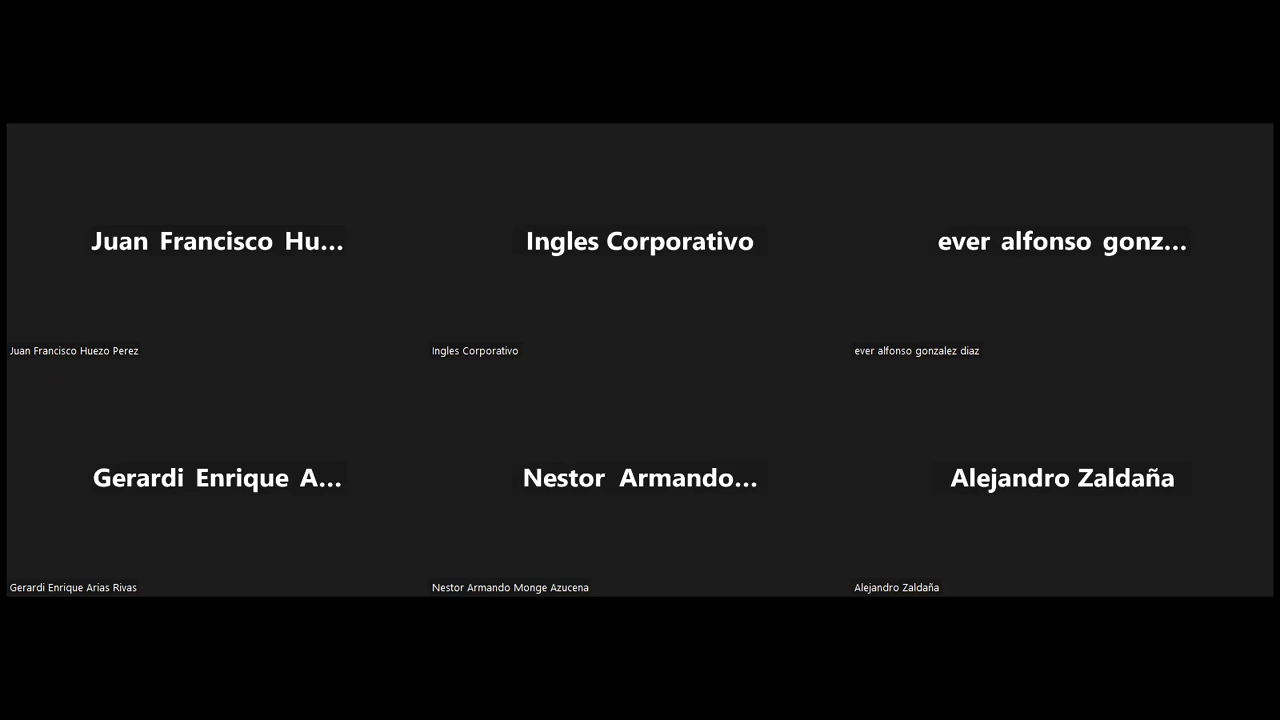 Juan Francisco Hu...
Ingles Corporativo
ever alfonso gonz...
Juan Francisco Huezo Perez
Ingles Corporativo
ever alfonso gonzalez diaz
Gerardi Enrique A...
Nestor Armando...
Alejandro Zaldaña
Gerardi Enrique Arias Rivas
Nestor Armando Monge Azucena
Alejandro Zaldaña